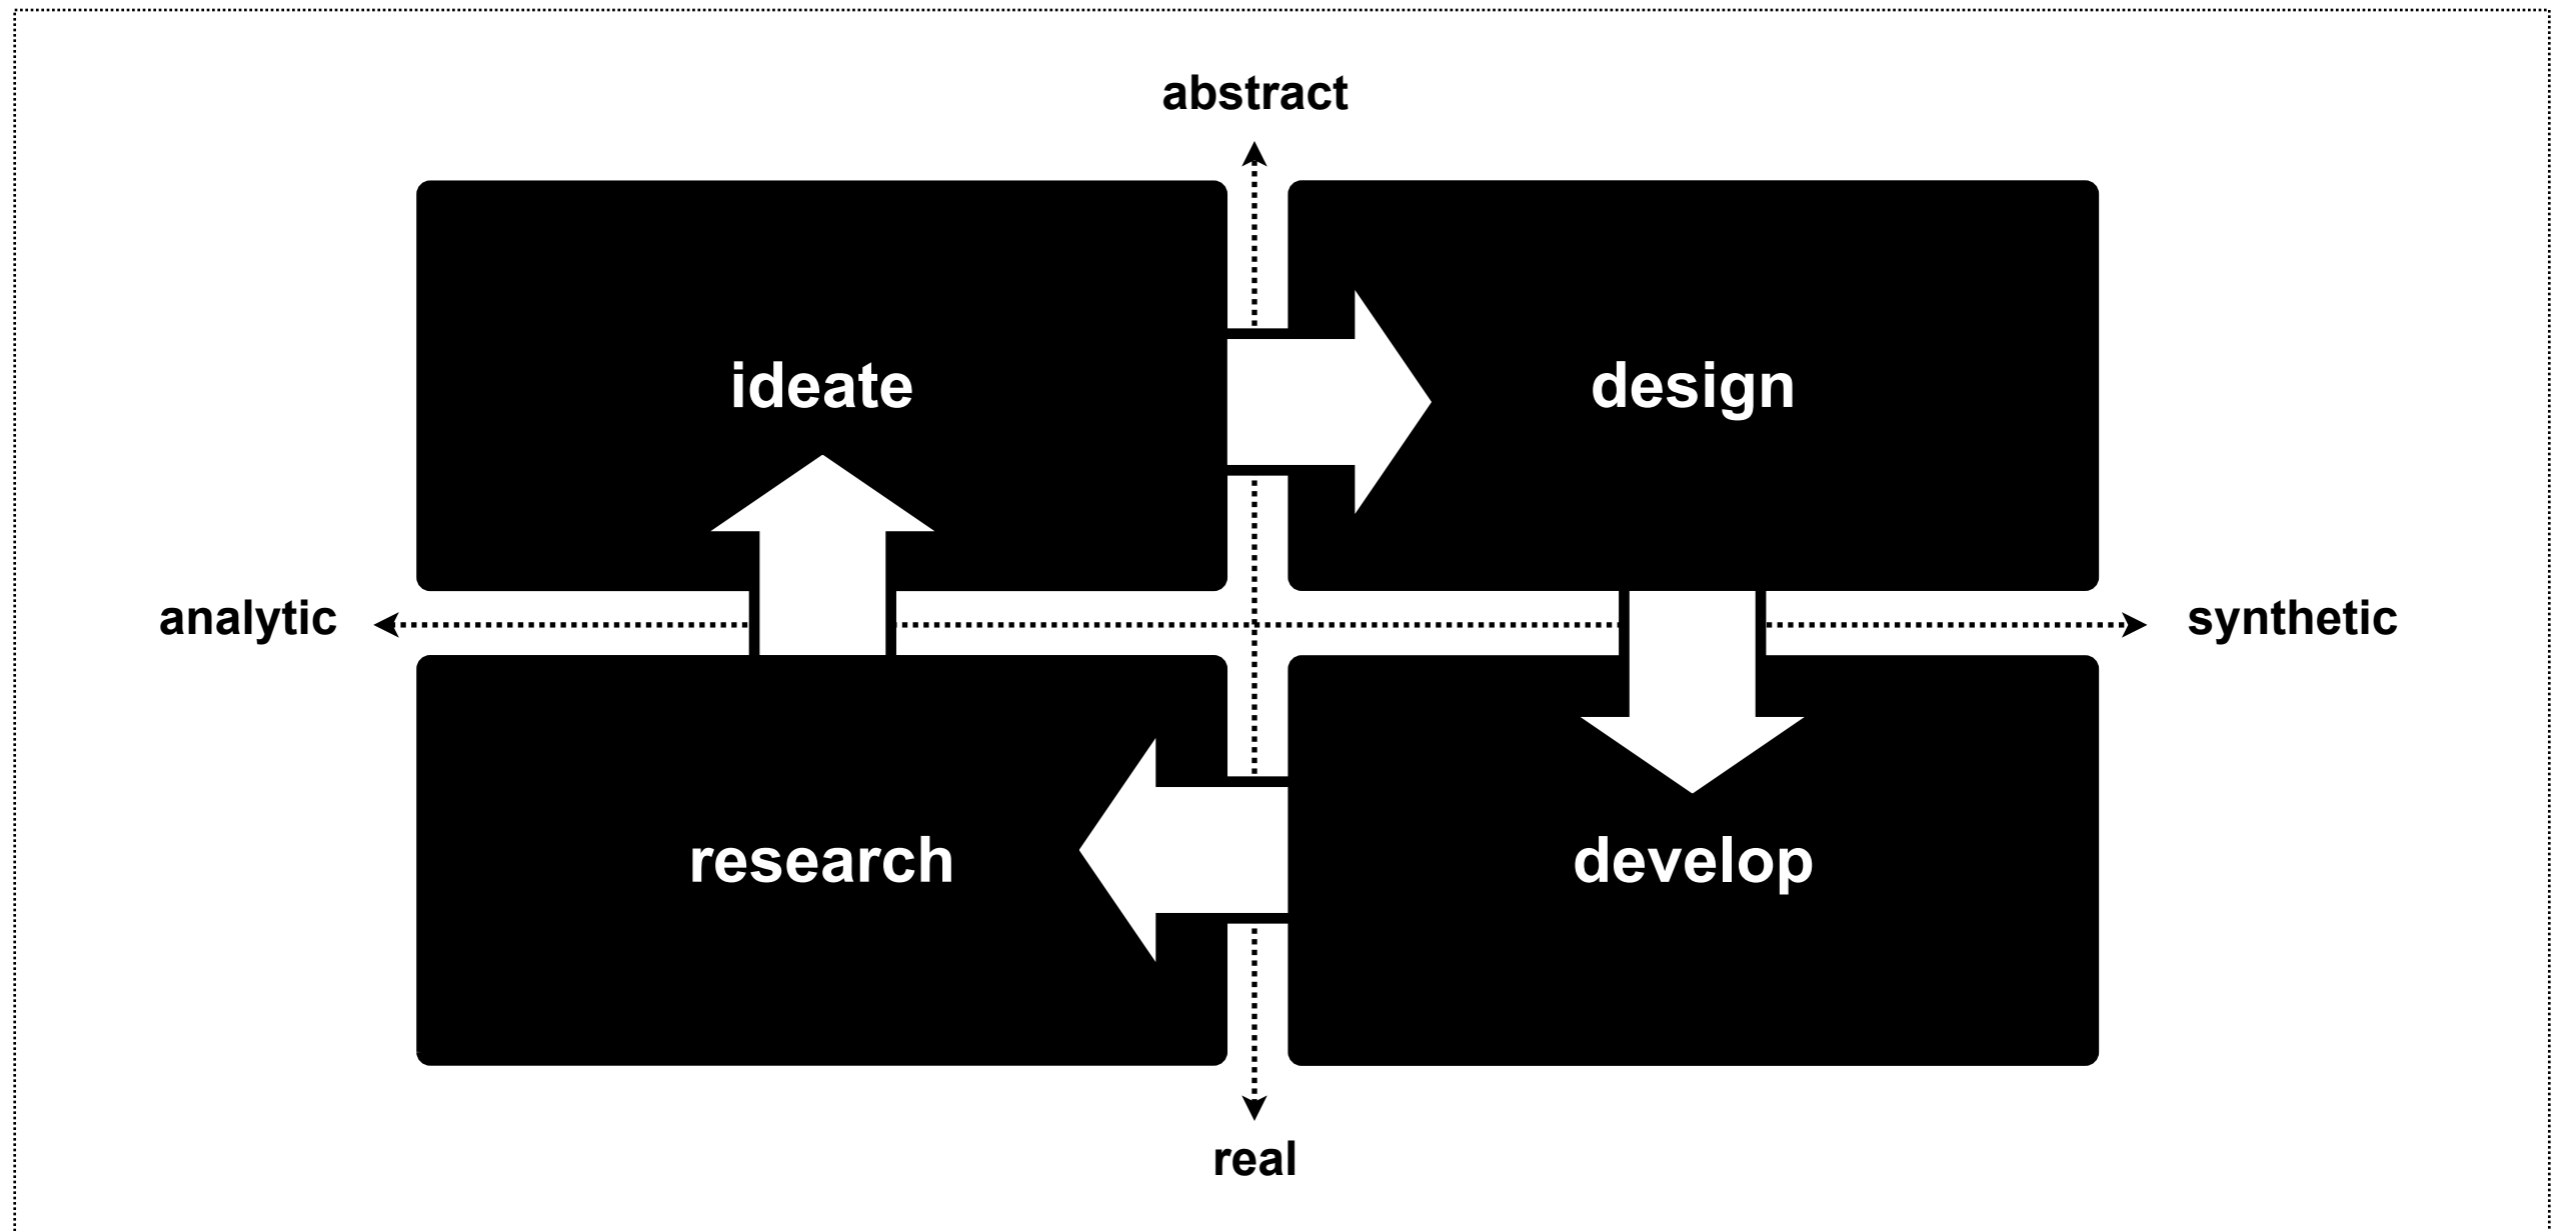 abstract
ideate
design
analytic
synthetic
research
develop
real